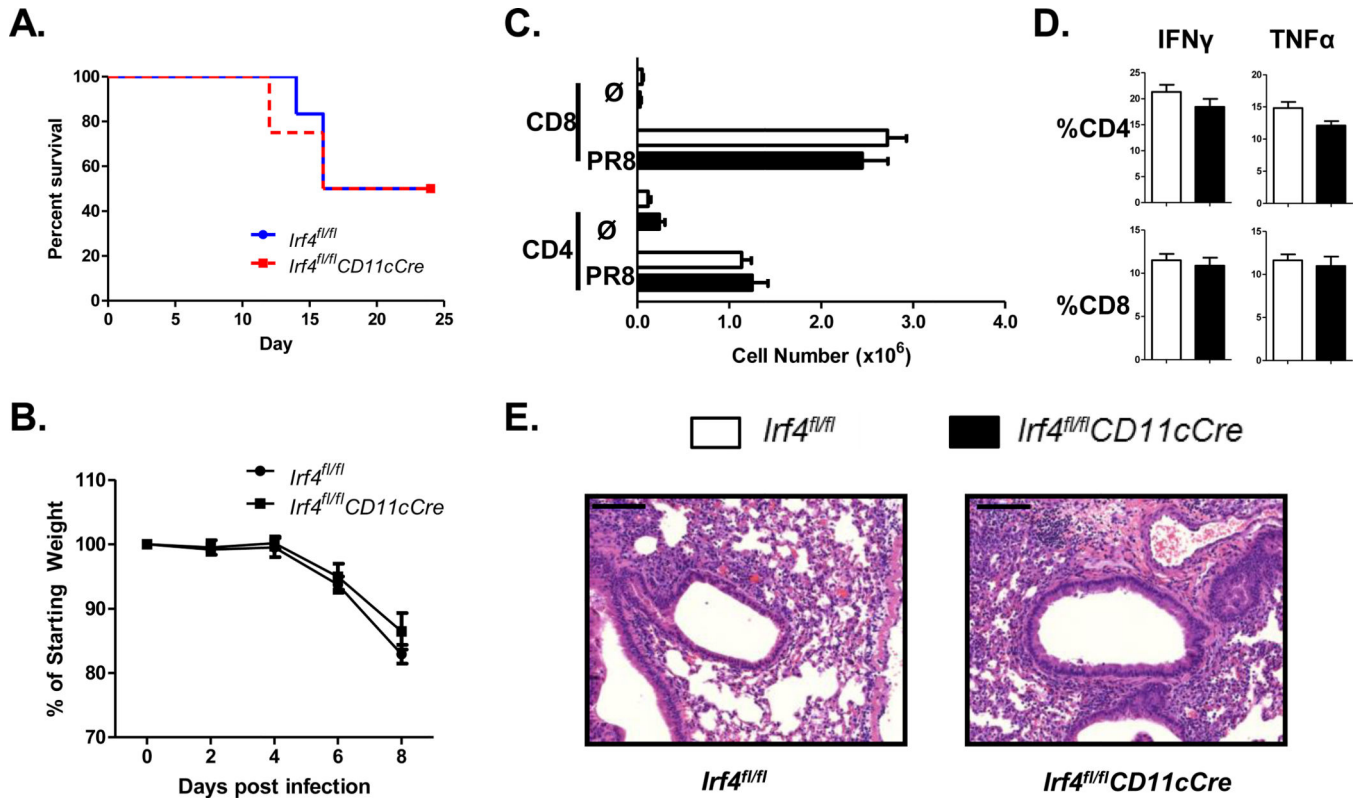 A.
100
80
60
40
20
0
Percent survival
Irf4fl/fl
Irf4fl/flCD11cCre
0 5 10 15 20 25
Day
B.
Irf4fl/fl
Irf4fl/flCD11cCre
110
100
90
80
70
% of Starting Weight
0 2 4 6 8
Days post infection
C.
CD8
Ø
PR8
CD4
Ø
PR8
0.0 1.0 2.0 3.0 4.0
Cell Number (x10⁶)
D.
IFNγ TNFα
%CD4
25
20
15
10
5
0
20
15
10
5
0
%CD8
15
10
5
0
15
10
5
0
E.
Irf4fl/fl Irf4fl/flCD11cCre
Irf4fl/fl Irf4fl/flCD11cCre